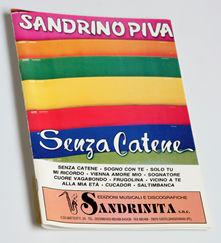 SANDRINO PIVA
Senza Catene
SENZA CATENE - SOGNO CON TE - SOLO TU
MI RICORDO - VIENNA AMORE MIO - SOGNATORE
CUORE VAGABONDO - FRUGOLINA - VICINO A TE
ALLA MIA ETÀ - CUCADOR - SALTIMBANCA
EDIZIONI MUSICALI E DISCOGRAFICHE
SANDRINITA s.n.c.